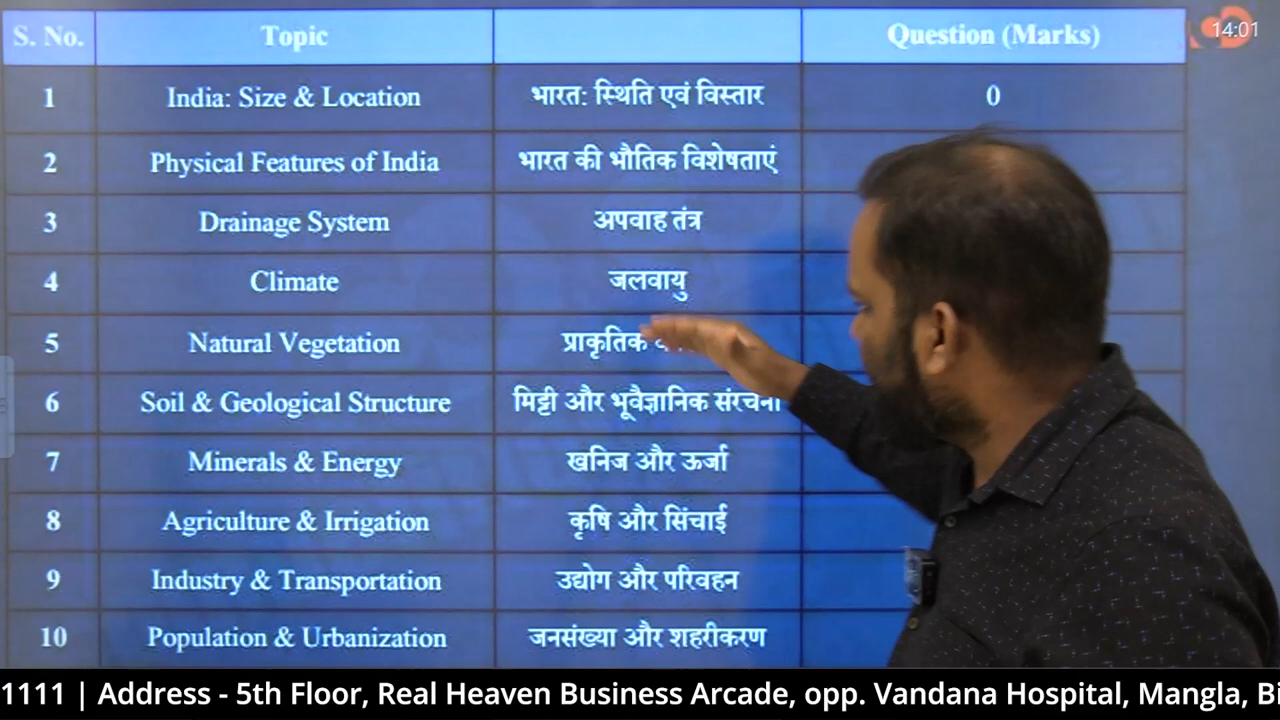 S. No. Topic Question (Marks)
14:01
1 India: Size & Location भारत: स्थिति एवं विस्तार 0
2 Physical Features of India भारत की भौतिक विशेषताएं
3 Drainage System अपवाह तंत्र
4 Climate जलवायु
5 Natural Vegetation प्राकृतिक
6 Soil & Geological Structure मिट्टी और भूवैज्ञानिक संरचना
7 Minerals & Energy खनिज और ऊर्जा
8 Agriculture & Irrigation कृषि और सिंचाई
9 Industry & Transportation उद्योग और परिवहन
10 Population & Urbanization जनसंख्या और शहरीकरण
1111 | Address - 5th Floor, Real Heaven Business Arcade, opp. Vandana Hospital, Mangla, Bi